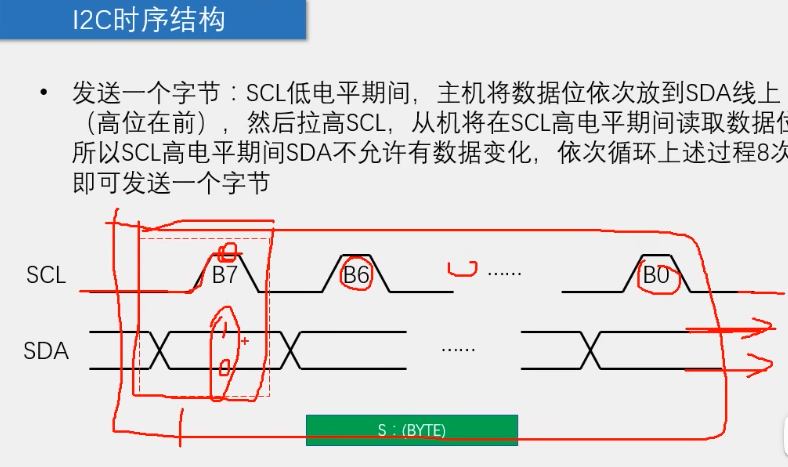 I2C时序结构
• 发送一个字节：SCL低电平期间，主机将数据位依次放到SDA线上
（高位在前），然后拉高SCL，从机将在SCL高电平期间读取数据位
所以SCL高电平期间SDA不允许有数据变化，依次循环上述过程8次
即可发送一个字节
SCL B7 B6 …… B0
1
SDA ……
0
S：(BYTE)